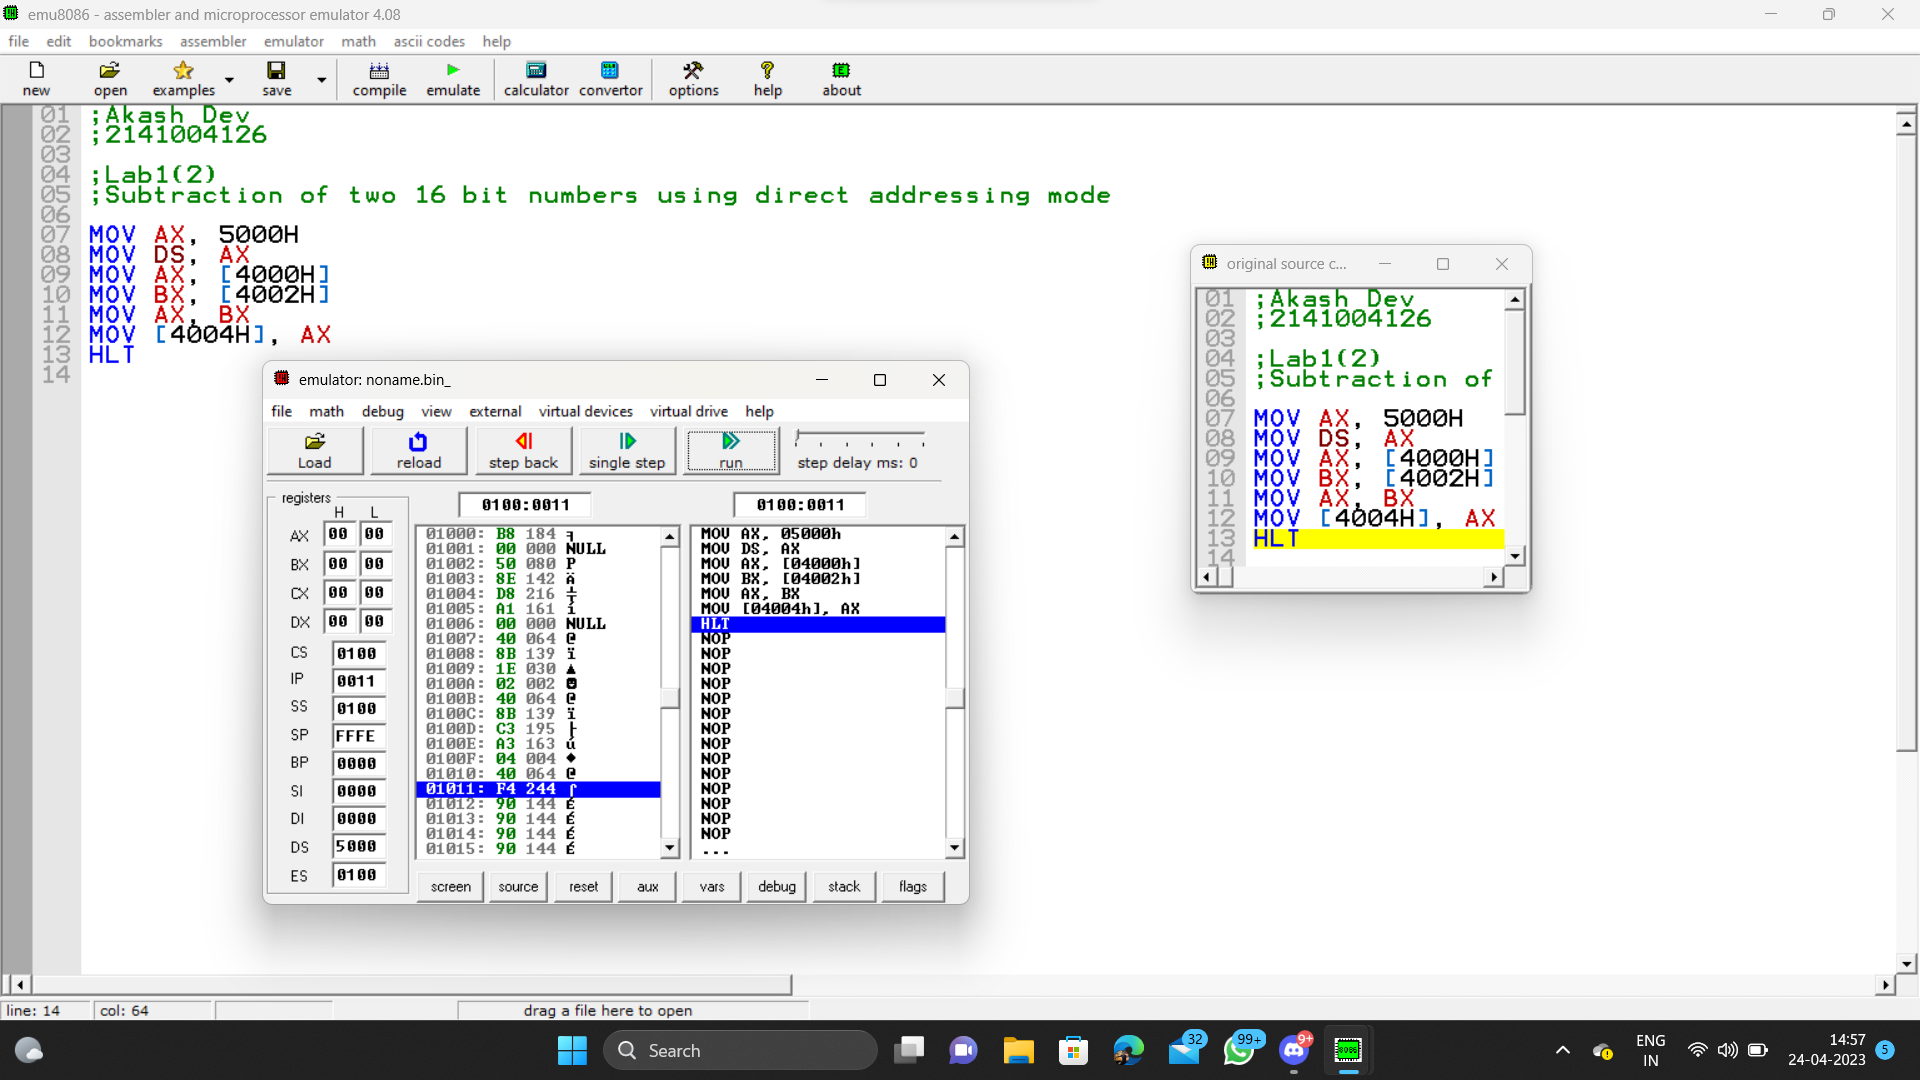 emu8086 - assembler and microprocessor emulator 4.08
file edit bookmarks assembler emulator math ascii codes help
new open examples save compile emulate calculator convertor options help about
01 ;Akash Dev
02 ;2141004126
03
04 ;Lab1(2)
05 ;Subtraction of two 16 bit numbers using direct addressing mode
06
07 MOV AX, 5000H
08 MOV DS, AX
09 MOV AX, [4000H]
10 MOV BX, [4002H]
11 MOV AX, BX
12 MOV [4004H], AX
13 HLT
14
original source c...
01 ;Akash Dev
02 ;2141004126
03
04 ;Lab1(2)
05 ;Subtraction of
06
07 MOV AX, 5000H
08 MOV DS, AX
09 MOV AX, [4000H]
10 MOV BX, [4002H]
11 MOV AX, BX
12 MOV [4004H], AX
13 HLT
14
emulator: noname.bin_
file math debug view external virtual devices virtual drive help
Load reload step back single step run step delay ms: 0
registers
H L
AX 00 00
BX 00 00
CX 00 00
DX 00 00
CS 0100
IP 0011
SS 0100
SP FFFE
BP 0000
SI 0000
DI 0000
DS 5000
ES 0100
0100:0011
01000: B8 184 ╕
01001: 00 000 NULL
01002: 50 080 P
01003: 8E 142 Ä
01004: D8 216 ╪
01005: A1 161 í
01006: 00 000 NULL
01007: 40 064 @
01008: 8B 139 ï
01009: 1E 030 ▲
0100A: 02 002 ☻
0100B: 40 064 @
0100C: 8B 139 ï
0100D: C3 195 ├
0100E: A3 163 ú
0100F: 04 004 ♦
01010: 40 064 @
01011: F4 244 ⌠
01012: 90 144 É
01013: 90 144 É
01014: 90 144 É
01015: 90 144 É
0100:0011
MOV AX, 05000h
MOV DS, AX
MOV AX, [04000h]
MOV BX, [04002h]
MOV AX, BX
MOV [04004h], AX
HLT
NOP
NOP
NOP
NOP
NOP
NOP
NOP
NOP
NOP
NOP
NOP
NOP
NOP
NOP
...
screen source reset aux vars debug stack flags
line: 14 col: 64 drag a file here to open
Search
32
99+
9+
8086
ENG
IN
14:57
24-04-2023
5